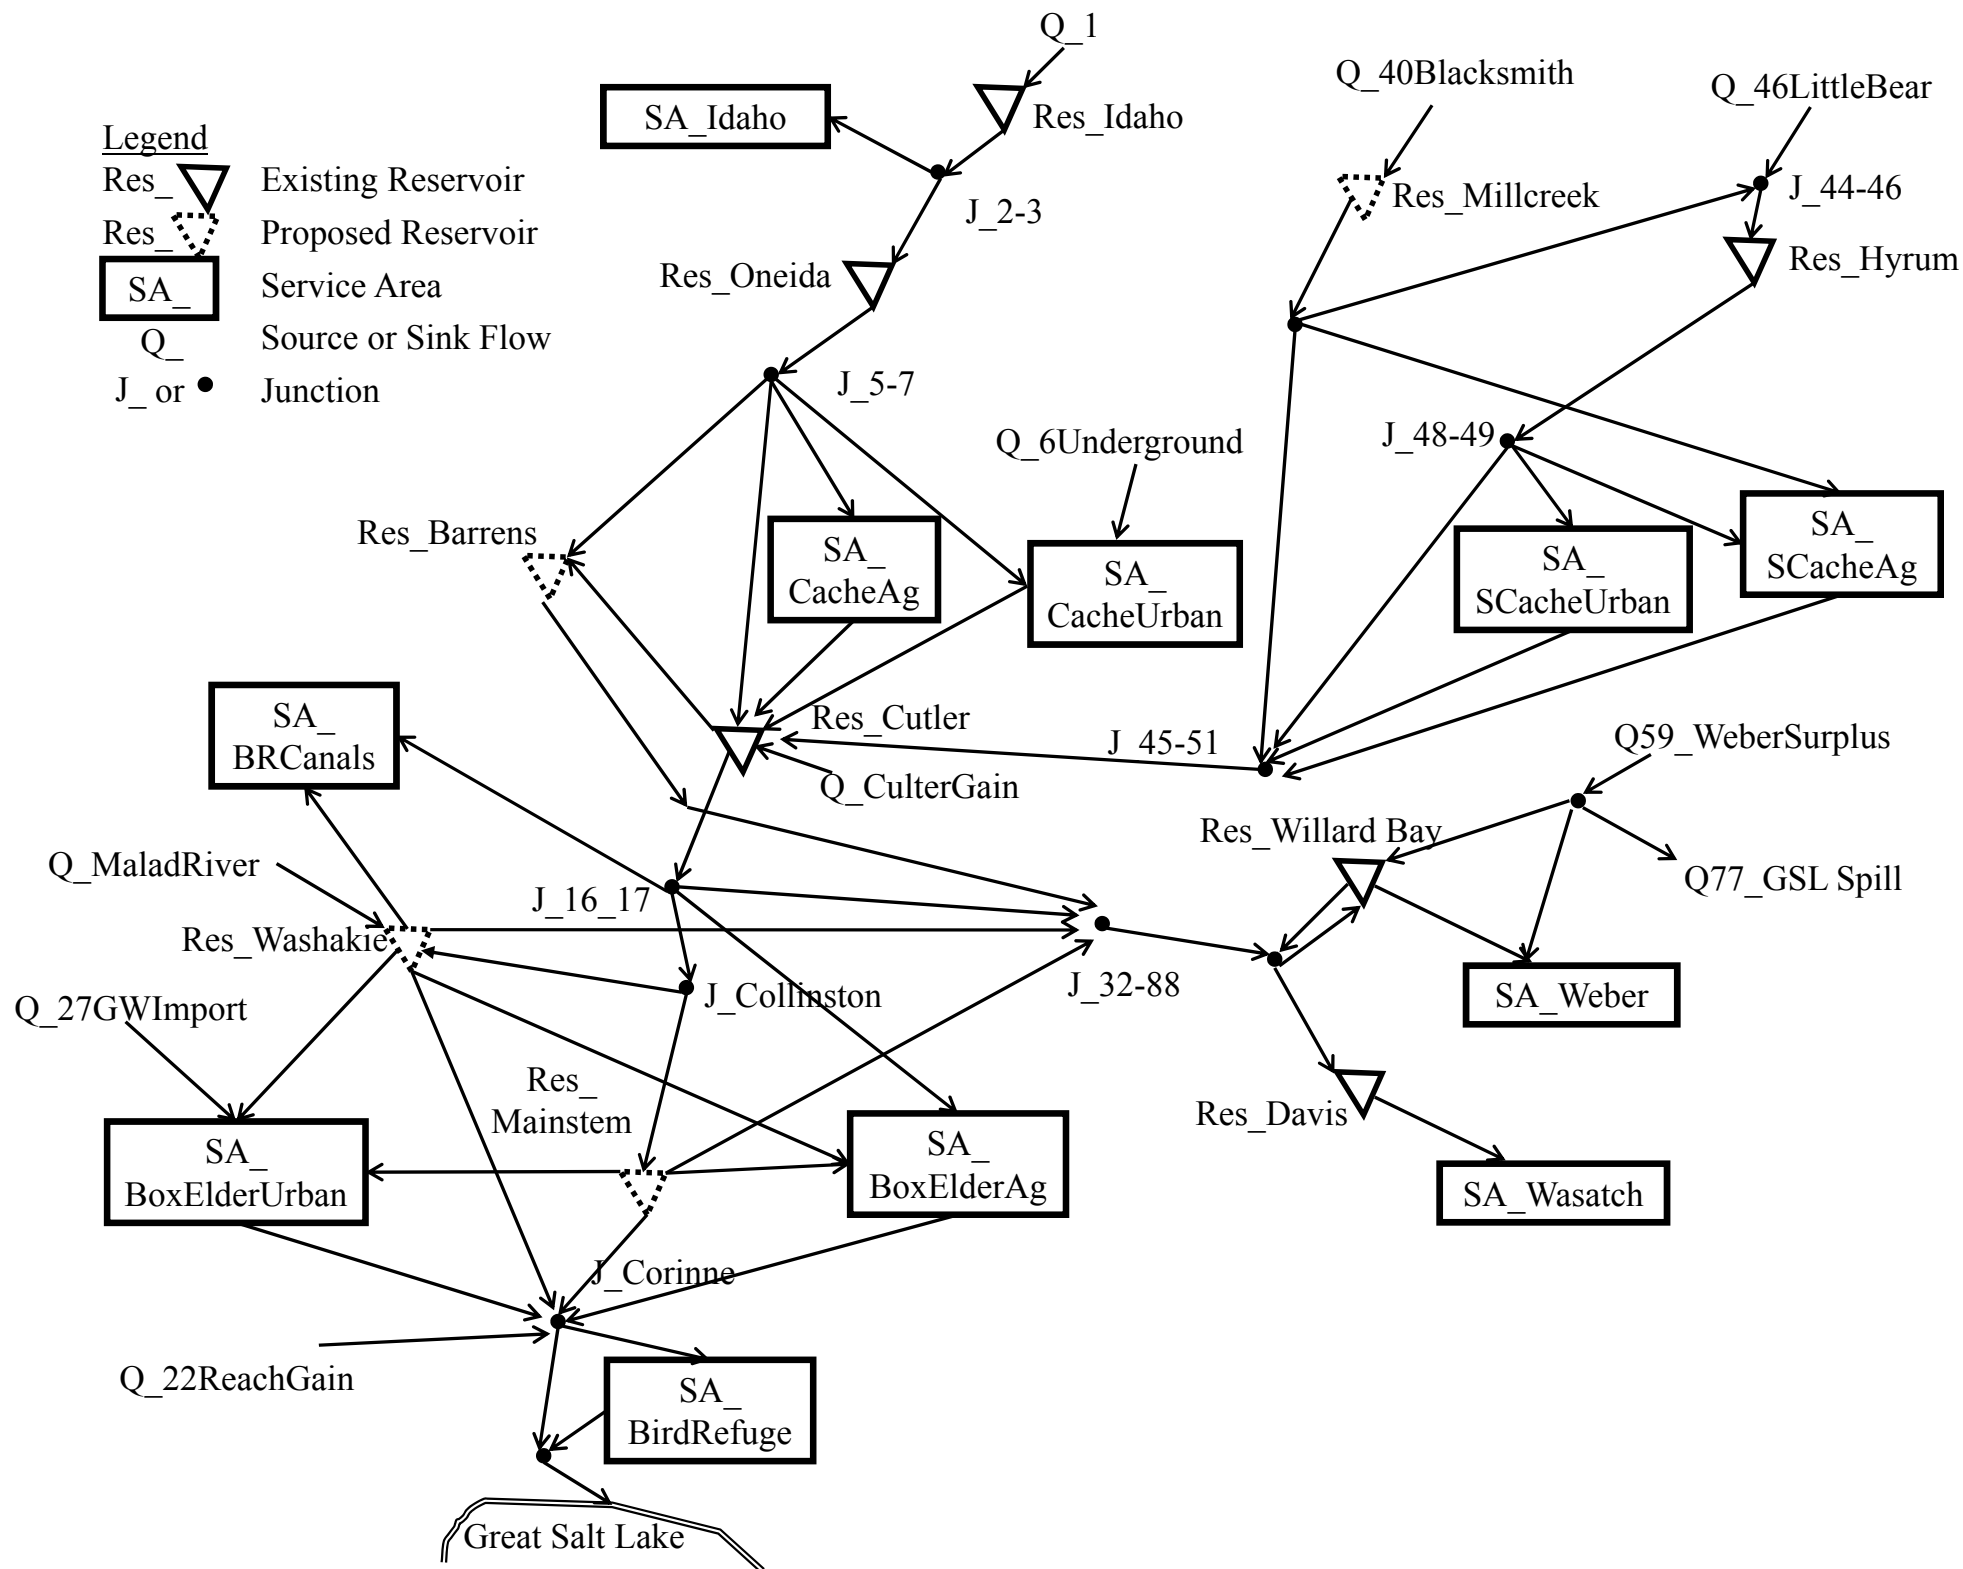 Q_1
Q_40Blacksmith
Q_46LittleBear
SA_Idaho
Res_Idaho
Legend
Res_ Existing Reservoir
Res_ Proposed Reservoir
SA_ Service Area
Q_ Source or Sink Flow
J_ or Junction
Res_Millcreek
J_44-46
J_2-3
Res_Oneida
Res_Hyrum
J_5-7
Q_6Underground
J_48-49
Res_Barrens
SA_
CacheAg
SA_
CacheUrban
SA_
SCacheUrban
SA_
SCacheAg
SA_
BRCanals
Res_Cutler
J_45-51
Q59_WeberSurplus
Q_CulterGain
Res_Willard Bay
Q_MaladRiver
Q77_GSL Spill
J_16_17
Res_Washakie
J_32-88
J_Collinston
SA_Weber
Q_27GWImport
Res_
Mainstem
Res_Davis
SA_
BoxElderUrban
SA_
BoxElderAg
SA_Wasatch
J_Corinne
Q_22ReachGain
SA_
BirdRefuge
Great Salt Lake